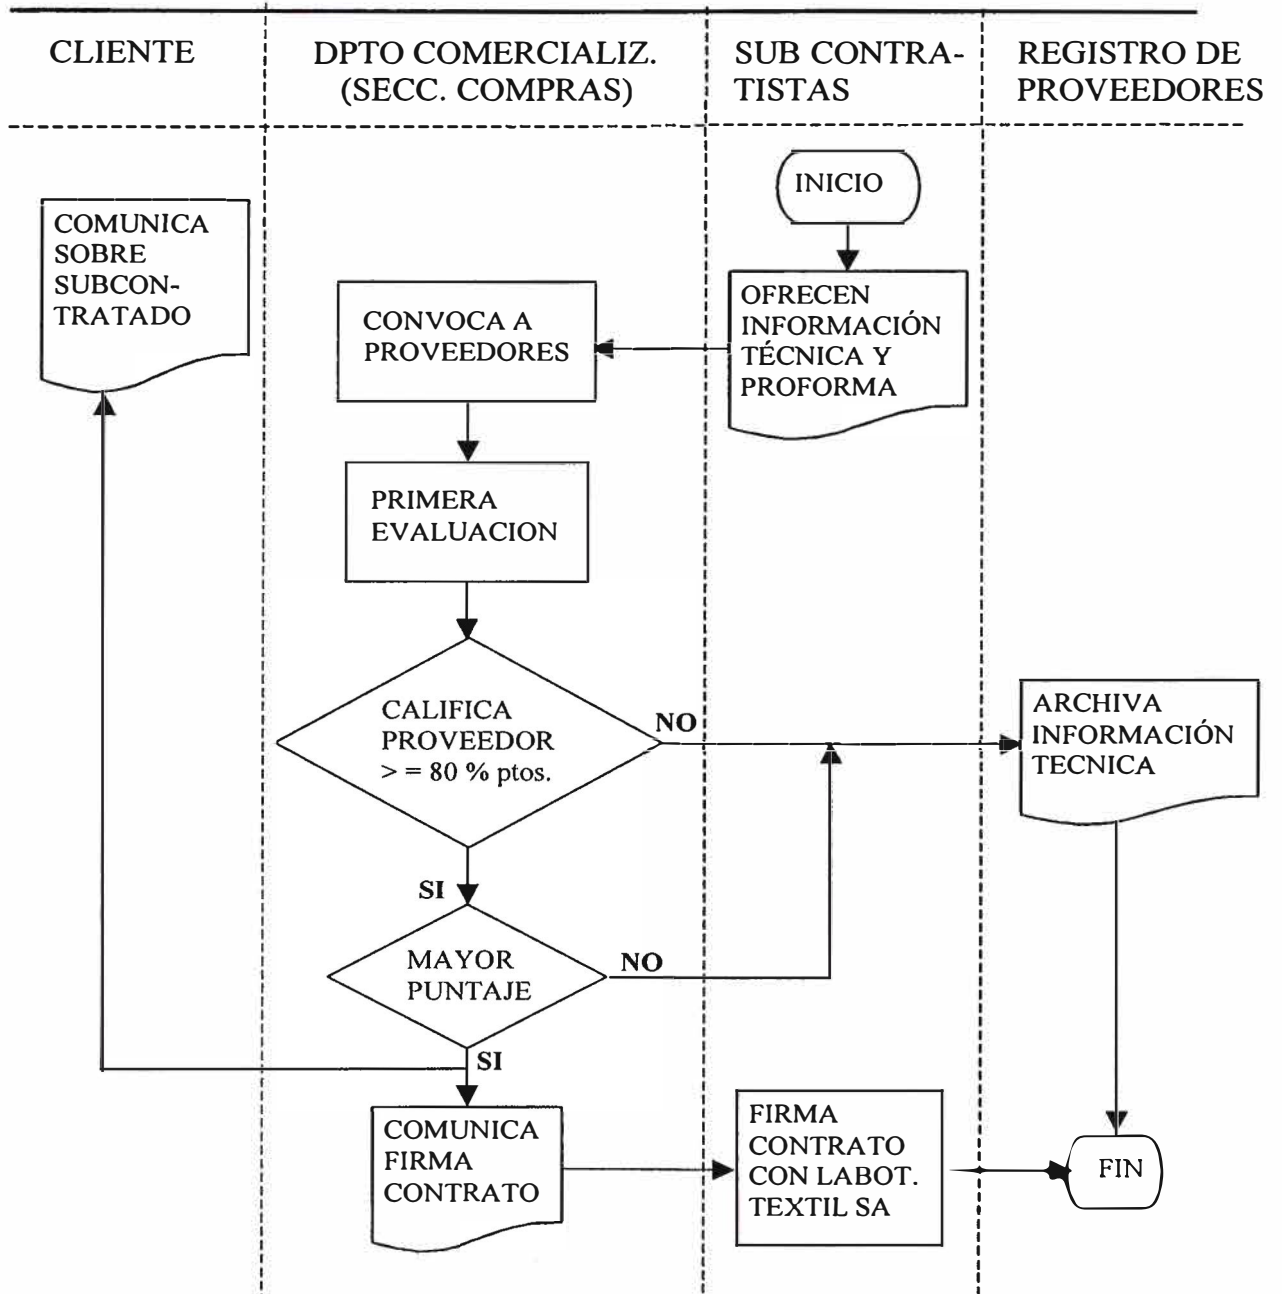 CLIENTE
DPTO COMERCIALIZ.
(SECC. COMPRAS)
SUB CONTRA-
TISTAS
REGISTRO DE
PROVEEDORES
INICIO
COMUNICA
SOBRE
SUBCON-
TRATADO
OFRECEN
INFORMACIÓN
TÉCNICA Y
PROFORMA
CONVOCA A
PROVEEDORES
PRIMERA
EVALUACION
CALIFICA
PROVEEDOR
> = 80 % ptos.
NO
ARCHIVA
INFORMACIÓN
TECNICA
SI
MAYOR
PUNTAJE
NO
SI
COMUNICA
FIRMA
CONTRATO
FIRMA
CONTRATO
CON LABOT.
TEXTIL SA
FIN